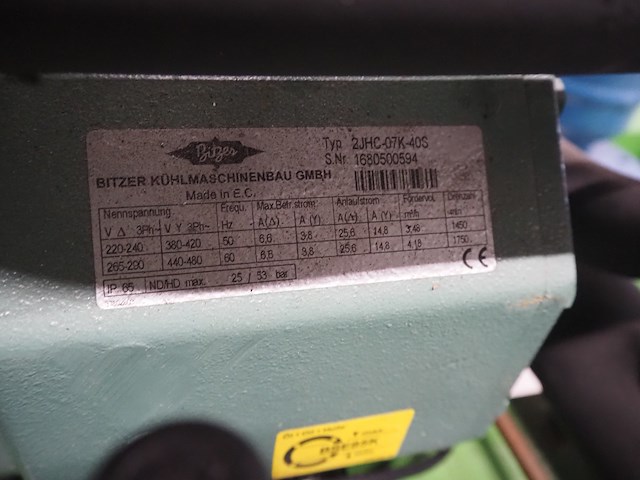 Bitzer
Typ 2JHC-07K-40S
S.Nr 1680500594
BITZER KÜHLMASCHINENBAU GMBH
Made in E.C.
Nennspannung Frequ. Max.Betr.strom Anlaufstrom Fördervol. Drehzahl
V Δ 3Ph~ V Y 3Ph~ Hz A(Δ) A (Y) A(Δ) A (Y) m³/h
220-240 380-420 50 6,6 3,8 25,6 14,8 3,48 1450
265-290 440-480 60 6,6 3,8 25,6 14,8 4,18 1750
IP 65 ND/HD max. 25 / 33 bar
CE